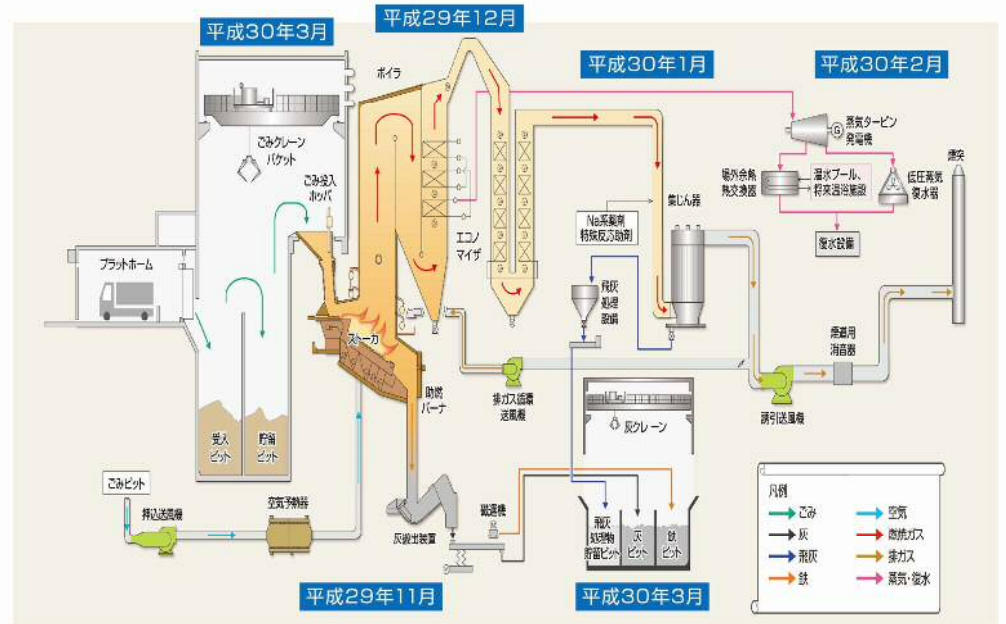 平成30年3月
平成29年12月
平成30年1月
平成30年2月
ボイラ
ごみクレーン
バケット
ごみ投入
ホッパ
エコノ
マイザ
集じん器
Na系薬剤
特殊反応助剤
蒸気タービン
発電機
G
場外余熱
熱交換器
温水プール、
将来温浴施設
低圧蒸気
復水器
復水設備
煙突
プラットホーム
飛灰
処理
設備
ストーカ
助燃
バーナ
排ガス循環
送風機
煙道用
消音器
誘引送風機
灰クレーン
受入
ピット
貯留
ピット
ごみピット
押込送風機
空気予熱器
灰押出装置
磁選機
飛灰
処理物
貯留ピット
灰
ピット
鉄
ピット
凡例
ごみ
灰
飛灰
鉄
空気
燃焼ガス
排ガス
蒸気・復水
平成29年11月
平成30年3月